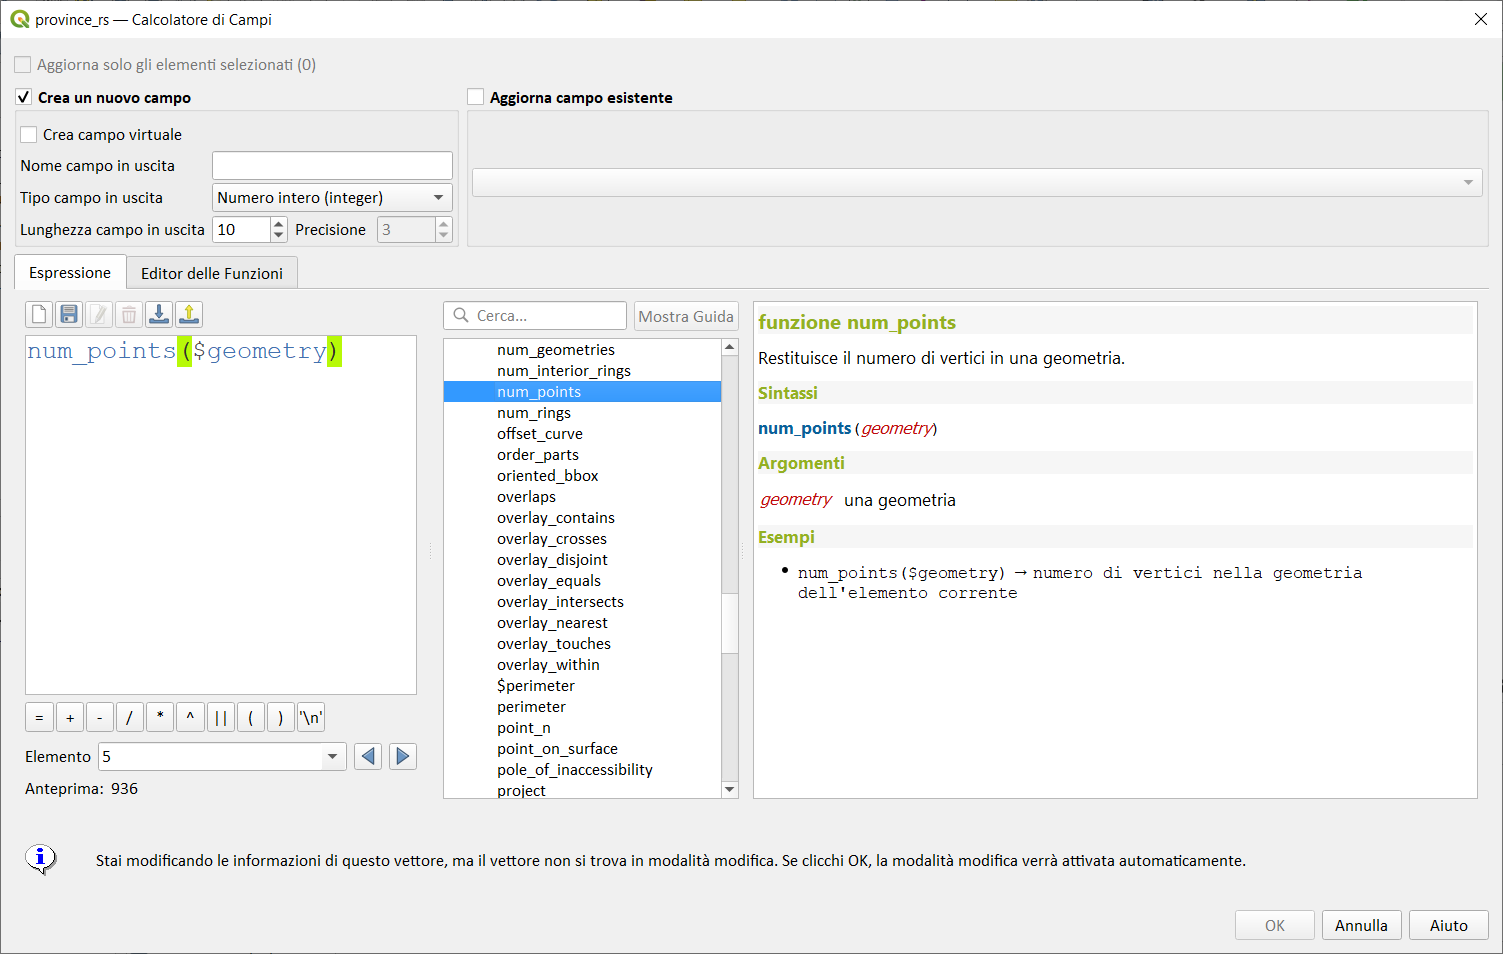 province_rs — Calcolatore di Campi
Aggiorna solo gli elementi selezionati (0)
Crea un nuovo campo
Aggiorna campo esistente
Crea campo virtuale
Nome campo in uscita
Tipo campo in uscita Numero intero (integer)
Lunghezza campo in uscita 10 Precisione 3
Espressione Editor delle Funzioni
Cerca... Mostra Guida
num_points($geometry)
= + - / * ^ || ( ) '\n'
Elemento 5
Anteprima: 936
num_geometries
num_interior_rings
num_points
num_rings
offset_curve
order_parts
oriented_bbox
overlaps
overlay_contains
overlay_crosses
overlay_disjoint
overlay_equals
overlay_intersects
overlay_nearest
overlay_touches
overlay_within
$perimeter
perimeter
point_n
point_on_surface
pole_of_inaccessibility
project
funzione num_points
Restituisce il numero di vertici in una geometria.
Sintassi
num_points(geometry)
Argomenti
geometry una geometria
Esempi
• num_points($geometry) → numero di vertici nella geometria
dell'elemento corrente
Stai modificando le informazioni di questo vettore, ma il vettore non si trova in modalità modifica. Se clicchi OK, la modalità modifica verrà attivata automaticamente.
OK Annulla Aiuto